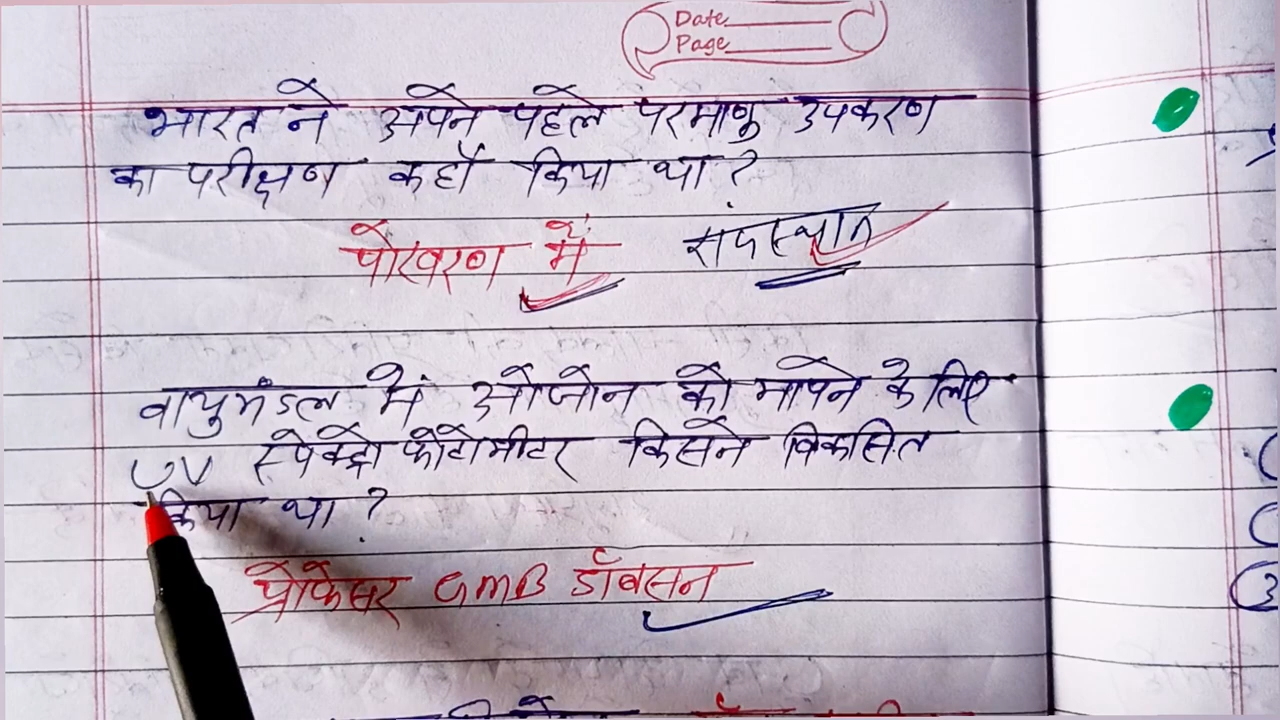 Date
Page
भारत ने अपने पहले परमाणु उपकरण
का परीक्षण कहाँ किया था ?
पोखरण में राजस्थान
वायुमंडल में ओजोन को मापने के लिए
UV स्पेक्ट्रो फोटोमीटर किसने विकसित
किया था ?
प्रोफेसर GMB डॉबसन